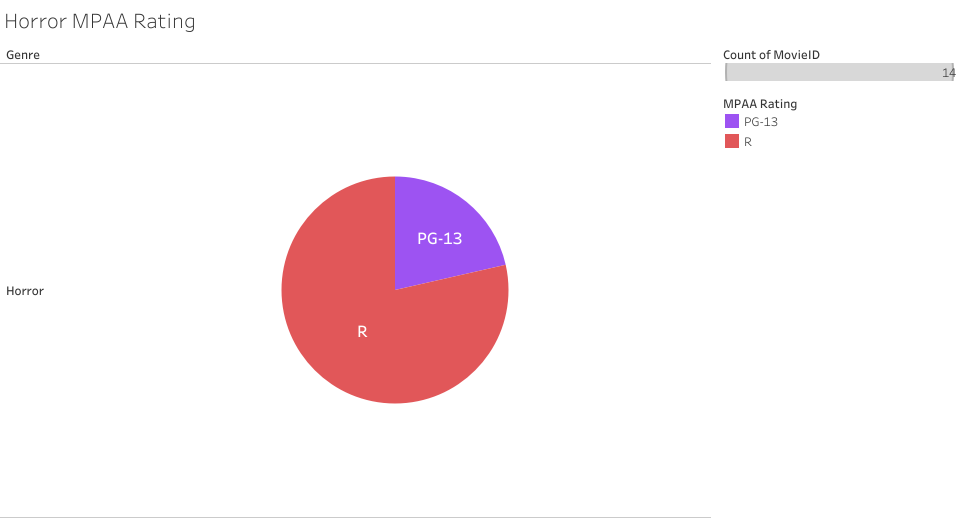 Horror MPAA Rating
Genre
Horror
PG-13
R
Count of MovieID
14
MPAA Rating
PG-13
R